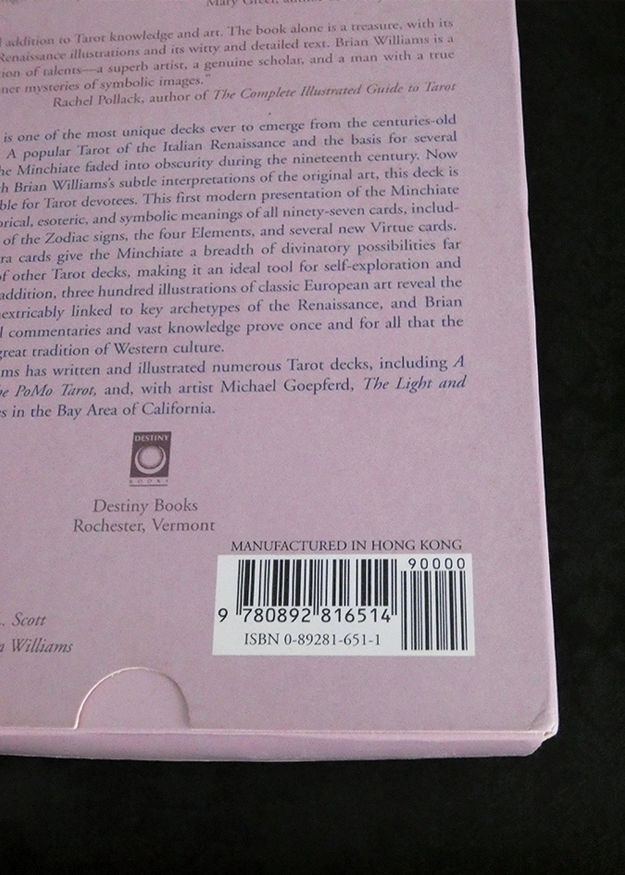 Mary Greer, author of
addition to Tarot knowledge and art. The book alone is a treasure, with its
Renaissance illustrations and its witty and detailed text. Brian Williams is a
tion of talents—a superb artist, a genuine scholar, and a man with a true
ner mysteries of symbolic images."
Rachel Pollack, author of The Complete Illustrated Guide to Tarot
is one of the most unique decks ever to emerge from the centuries-old
A popular Tarot of the Italian Renaissance and the basis for several
he Minchiate faded into obscurity during the nineteenth century. Now
h Brian Williams's subtle interpretations of the original art, this deck is
ble for Tarot devotees. This first modern presentation of the Minchiate
orical, esoteric, and symbolic meanings of all ninety-seven cards, includ-
of the Zodiac signs, the four Elements, and several new Virtue cards.
ra cards give the Minchiate a breadth of divinatory possibilities far
of other Tarot decks, making it an ideal tool for self-exploration and
addition, three hundred illustrations of classic European art reveal the
extricably linked to key archetypes of the Renaissance, and Brian
l commentaries and vast knowledge prove once and for all that the
great tradition of Western culture.
ms has written and illustrated numerous Tarot decks, including A
he PoMo Tarot, and, with artist Michael Goepferd, The Light and
es in the Bay Area of California.
DESTINY
BOOKS
Destiny Books
Rochester, Vermont
MANUFACTURED IN HONG KONG
90000
9 780892 816514
ISBN 0-89281-651-1
. Scott
n Williams